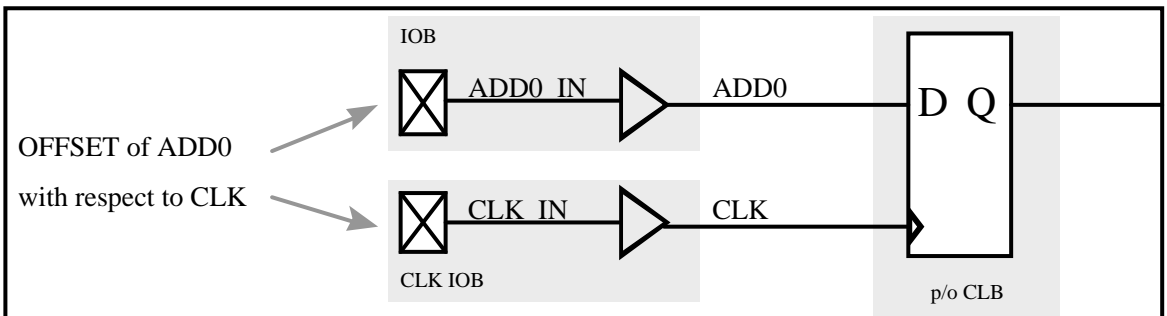 IOB
ADD0_IN
ADD0
D Q
OFFSET of ADD0
with respect to CLK
CLK_IN
CLK
CLK IOB
p/o CLB